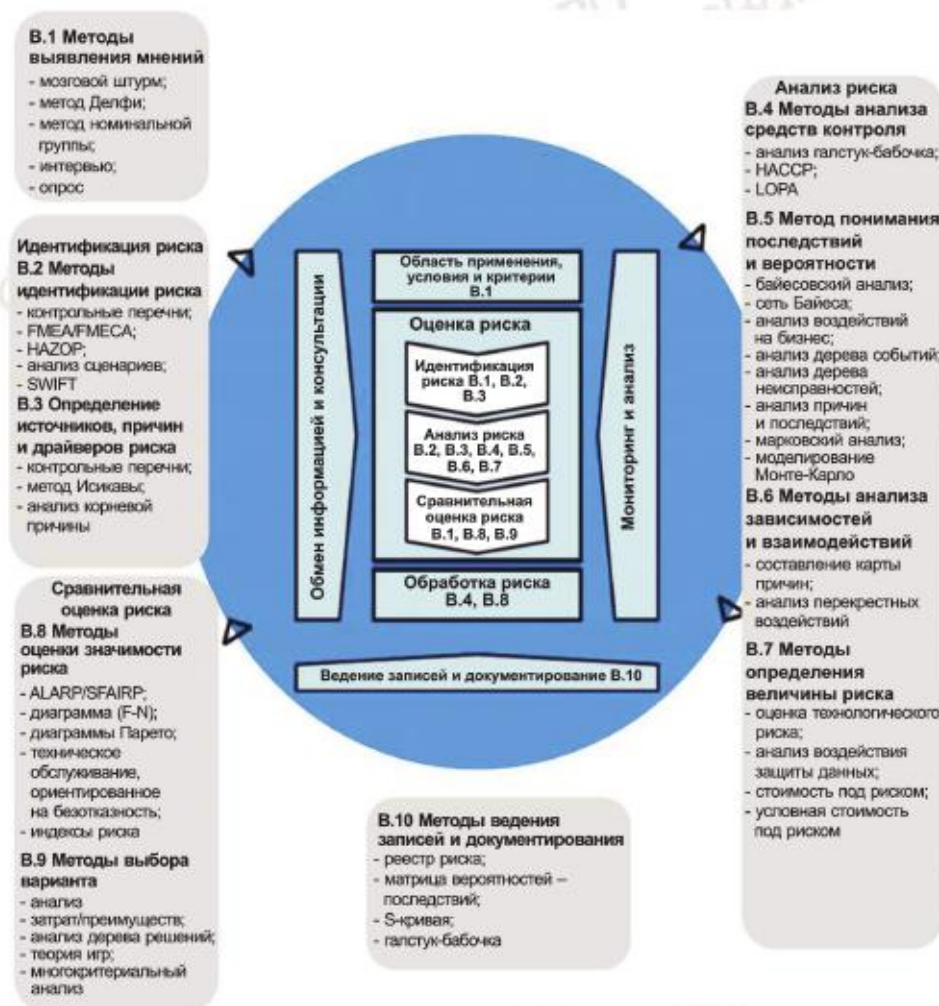 В.1 Методы
выявления мнений
- мозговой штурм;
- метод Делфи;
- метод номинальной
группы;
- интервью;
- опрос
Идентификация риска
В.2 Методы
идентификации риска
- контрольные перечни;
- FMEA/FMECA;
- HAZOP;
- анализ сценариев;
- SWIFT
В.3 Определение
источников, причин
и драйверов риска
- контрольные перечни;
- метод Исикавы;
- анализ корневой
причины
Сравнительная
оценка риска
В.8 Методы
оценки значимости
риска
- ALARP/SFAIRP;
- диаграмма (F-N);
- диаграммы Парето;
- техническое
обслуживание,
ориентированное
на безотказность;
- индексы риска
В.9 Методы выбора
варианта
- анализ
- затрат/преимуществ;
- анализ дерева решений;
- теория игр;
- многокритериальный
анализ
Обмен информацией и консультации
Область применения,
условия и критерии
В.1
Оценка риска
Идентификация
риска В.1, В.2,
В.3
Анализ риска
В.2, В.3, В.4, В.5,
В.6, В.7
Сравнительная
оценка риска
В.1, В.8, В.9
Обработка риска
В.4, В.8
Мониторинг и анализ
Ведение записей и документирование В.10
В.10 Методы ведения
записей и документирования
- реестр риска;
- матрица вероятностей –
последствий;
- S-кривая;
- галстук-бабочка
Анализ риска
В.4 Методы анализа
средств контроля
- анализ галстук-бабочка;
- HACCP;
- LOPA
В.5 Метод понимания
последствий
и вероятности
- байесовский анализ;
- сеть Байеса;
- анализ воздействий
на бизнес;
- анализ дерева событий;
- анализ дерева
неисправностей;
- анализ причин
и последствий;
- марковский анализ;
- моделирование
Монте-Карло
В.6 Методы анализа
зависимостей
и взаимодействий
- составление карты
причин;
- анализ перекрестных
воздействий
В.7 Методы
определения
величины риска
- оценка технологического
риска;
- анализ воздействия
защиты данных;
- стоимость под риском;
- условная стоимость
под риском